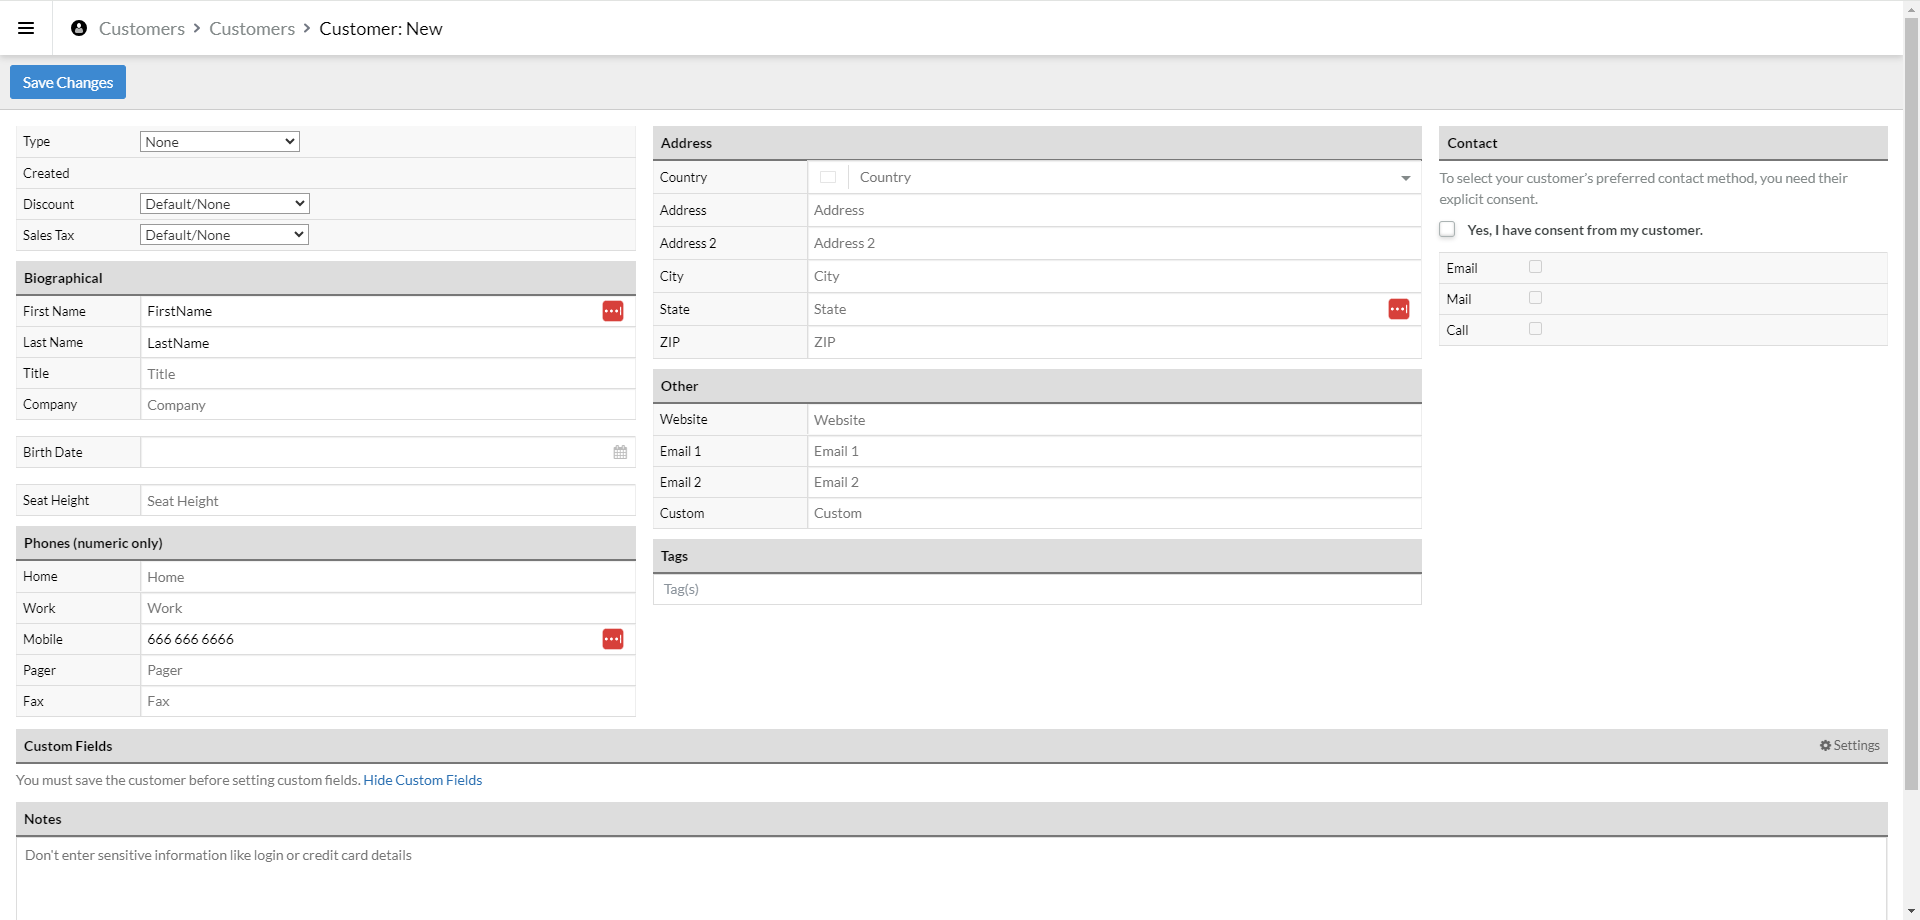 Customers > Customers > Customer: New
Save Changes
Type None
Created
Discount Default/None
Sales Tax Default/None
Biographical
First Name FirstName
Last Name LastName
Title Title
Company Company
Birth Date
Seat Height Seat Height
Phones (numeric only)
Home Home
Work Work
Mobile 666 666 6666
Pager Pager
Fax Fax
Address
Country Country
Address Address
Address 2 Address 2
City City
State State
ZIP ZIP
Other
Website Website
Email 1 Email 1
Email 2 Email 2
Custom Custom
Tags
Tag(s)
Contact
To select your customer's preferred contact method, you need their
explicit consent.
Yes, I have consent from my customer.
Email
Mail
Call
Custom Fields Settings
You must save the customer before setting custom fields. Hide Custom Fields
Notes
Don't enter sensitive information like login or credit card details